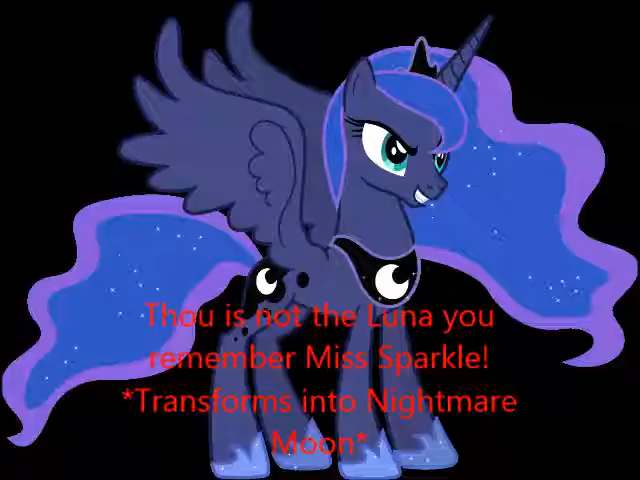 Thou is not the Luna you
remember Miss Sparkle!
*Transforms into Nightmare
Moon*